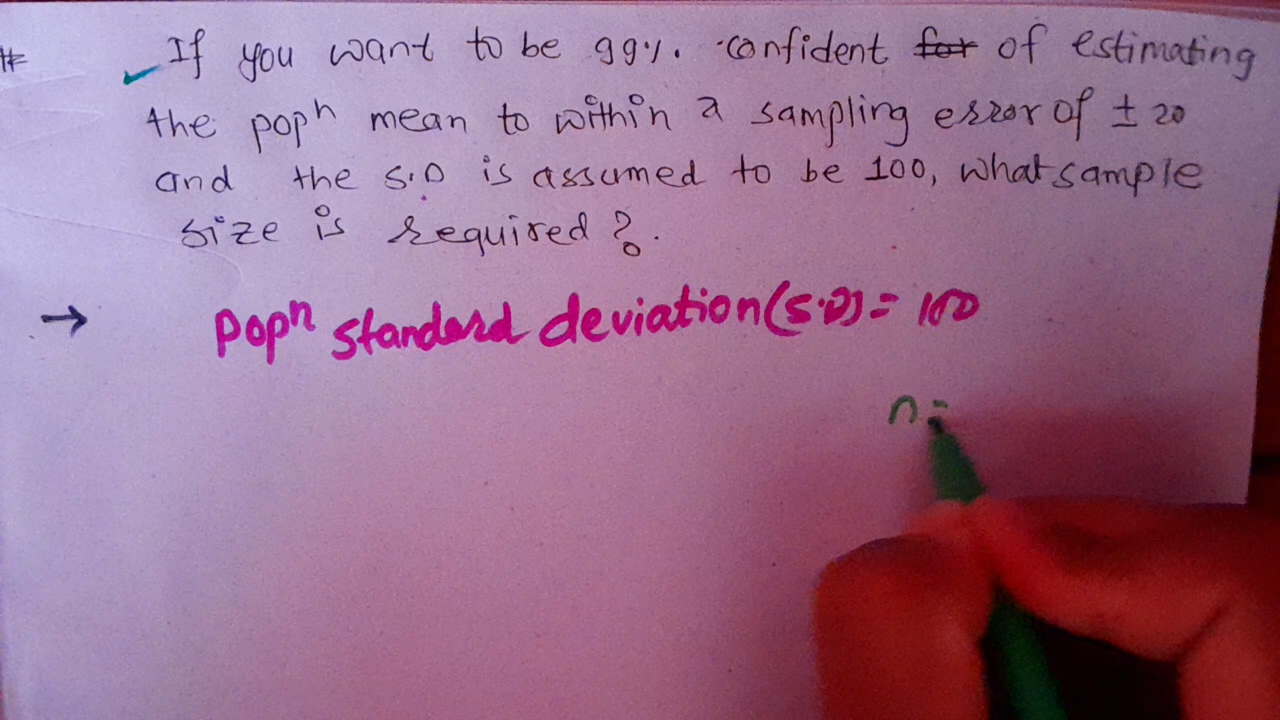 # If you want to be 99%. confident for of estimating
the popn mean to within a sampling error of ± 20
and the S.D is assumed to be 100, what sample
size is required ?.
→ Popn standard deviation (S.D) = 100
n =